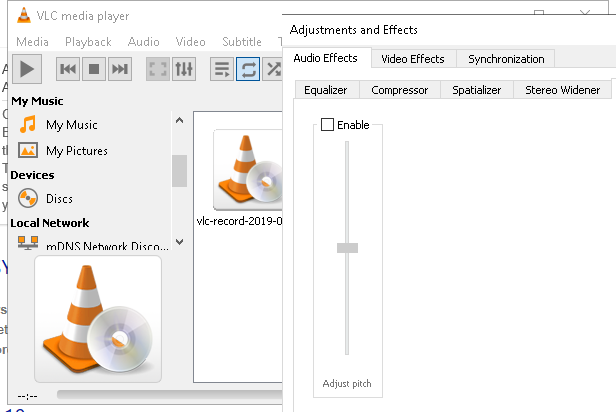 VLC media player
Media Playback Audio Video Subtitle
Adjustments and Effects
Audio Effects Video Effects Synchronization
Equalizer Compressor Spatializer Stereo Widener
Enable
Adjust pitch
My Music
My Music
My Pictures
Devices
Discs
Local Network
mDNS Network Disco...
vlc-record-2019-0
--:--